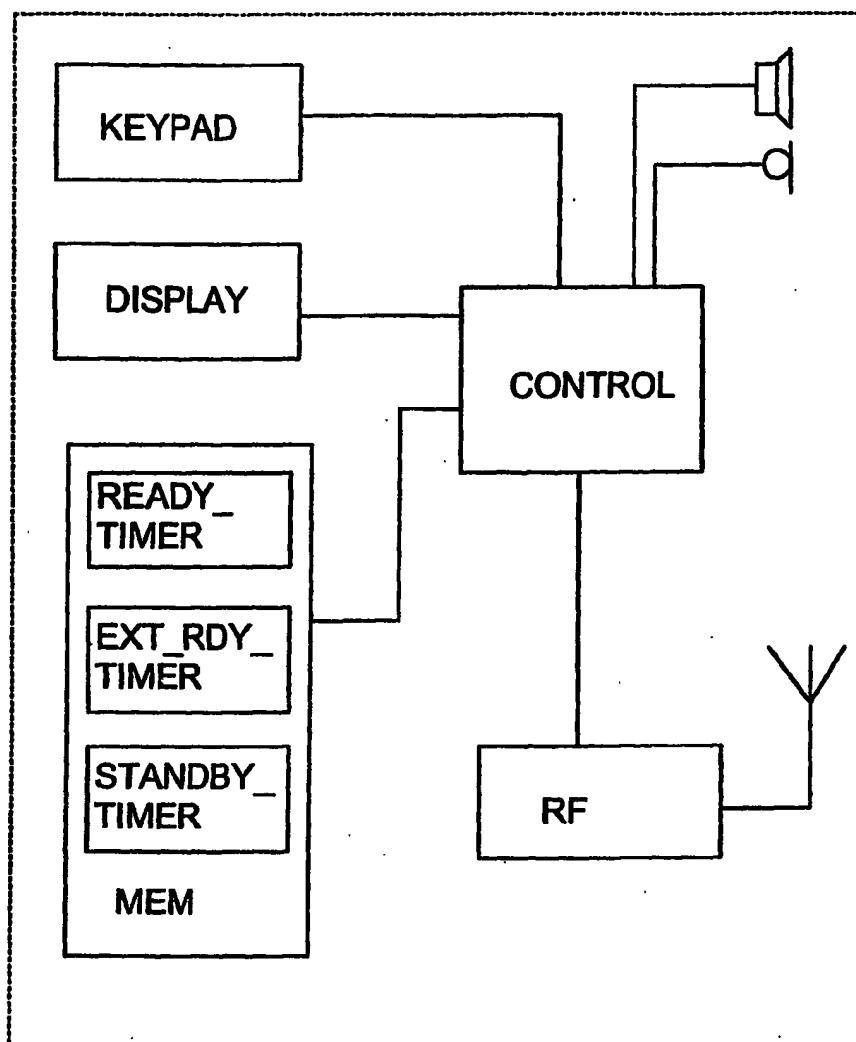 KEYPAD
DISPLAY
CONTROL
READY_
TIMER
EXT_RDY_
TIMER
STANDBY_
TIMER
MEM
RF